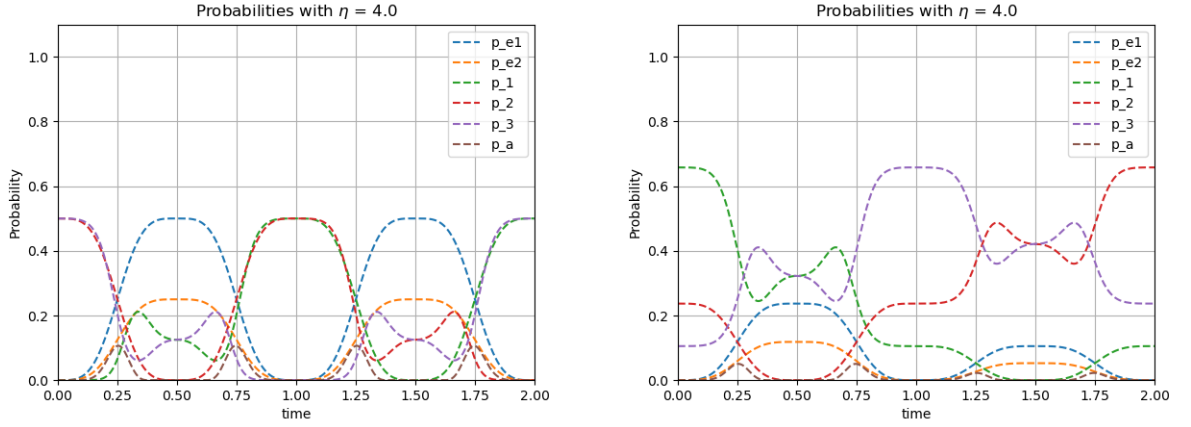 Probabilities with η = 4.0
1.0
0.8
0.6
0.4
0.2
0.0
Probability
0.00 0.25 0.50 0.75 1.00 1.25 1.50 1.75 2.00
time
p_e1
p_e2
p_1
p_2
p_3
p_a
Probabilities with η = 4.0
1.0
0.8
0.6
0.4
0.2
0.0
Probability
0.00 0.25 0.50 0.75 1.00 1.25 1.50 1.75 2.00
time
p_e1
p_e2
p_1
p_2
p_3
p_a